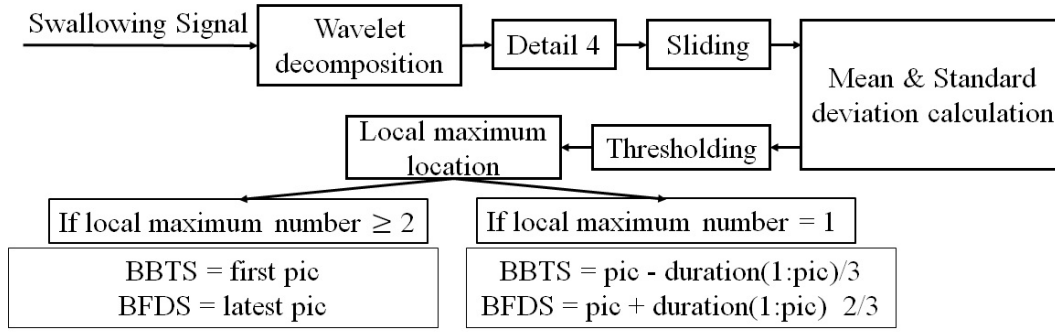 Swallowing Signal
Wavelet
decomposition
Detail 4
Sliding
Mean & Standard
deviation calculation
Thresholding
Local maximum
location
If local maximum number ≥ 2
BBTS = first pic
BFDS = latest pic
If local maximum number = 1
BBTS = pic - duration(1:pic)/3
BFDS = pic + duration(1:pic) 2/3